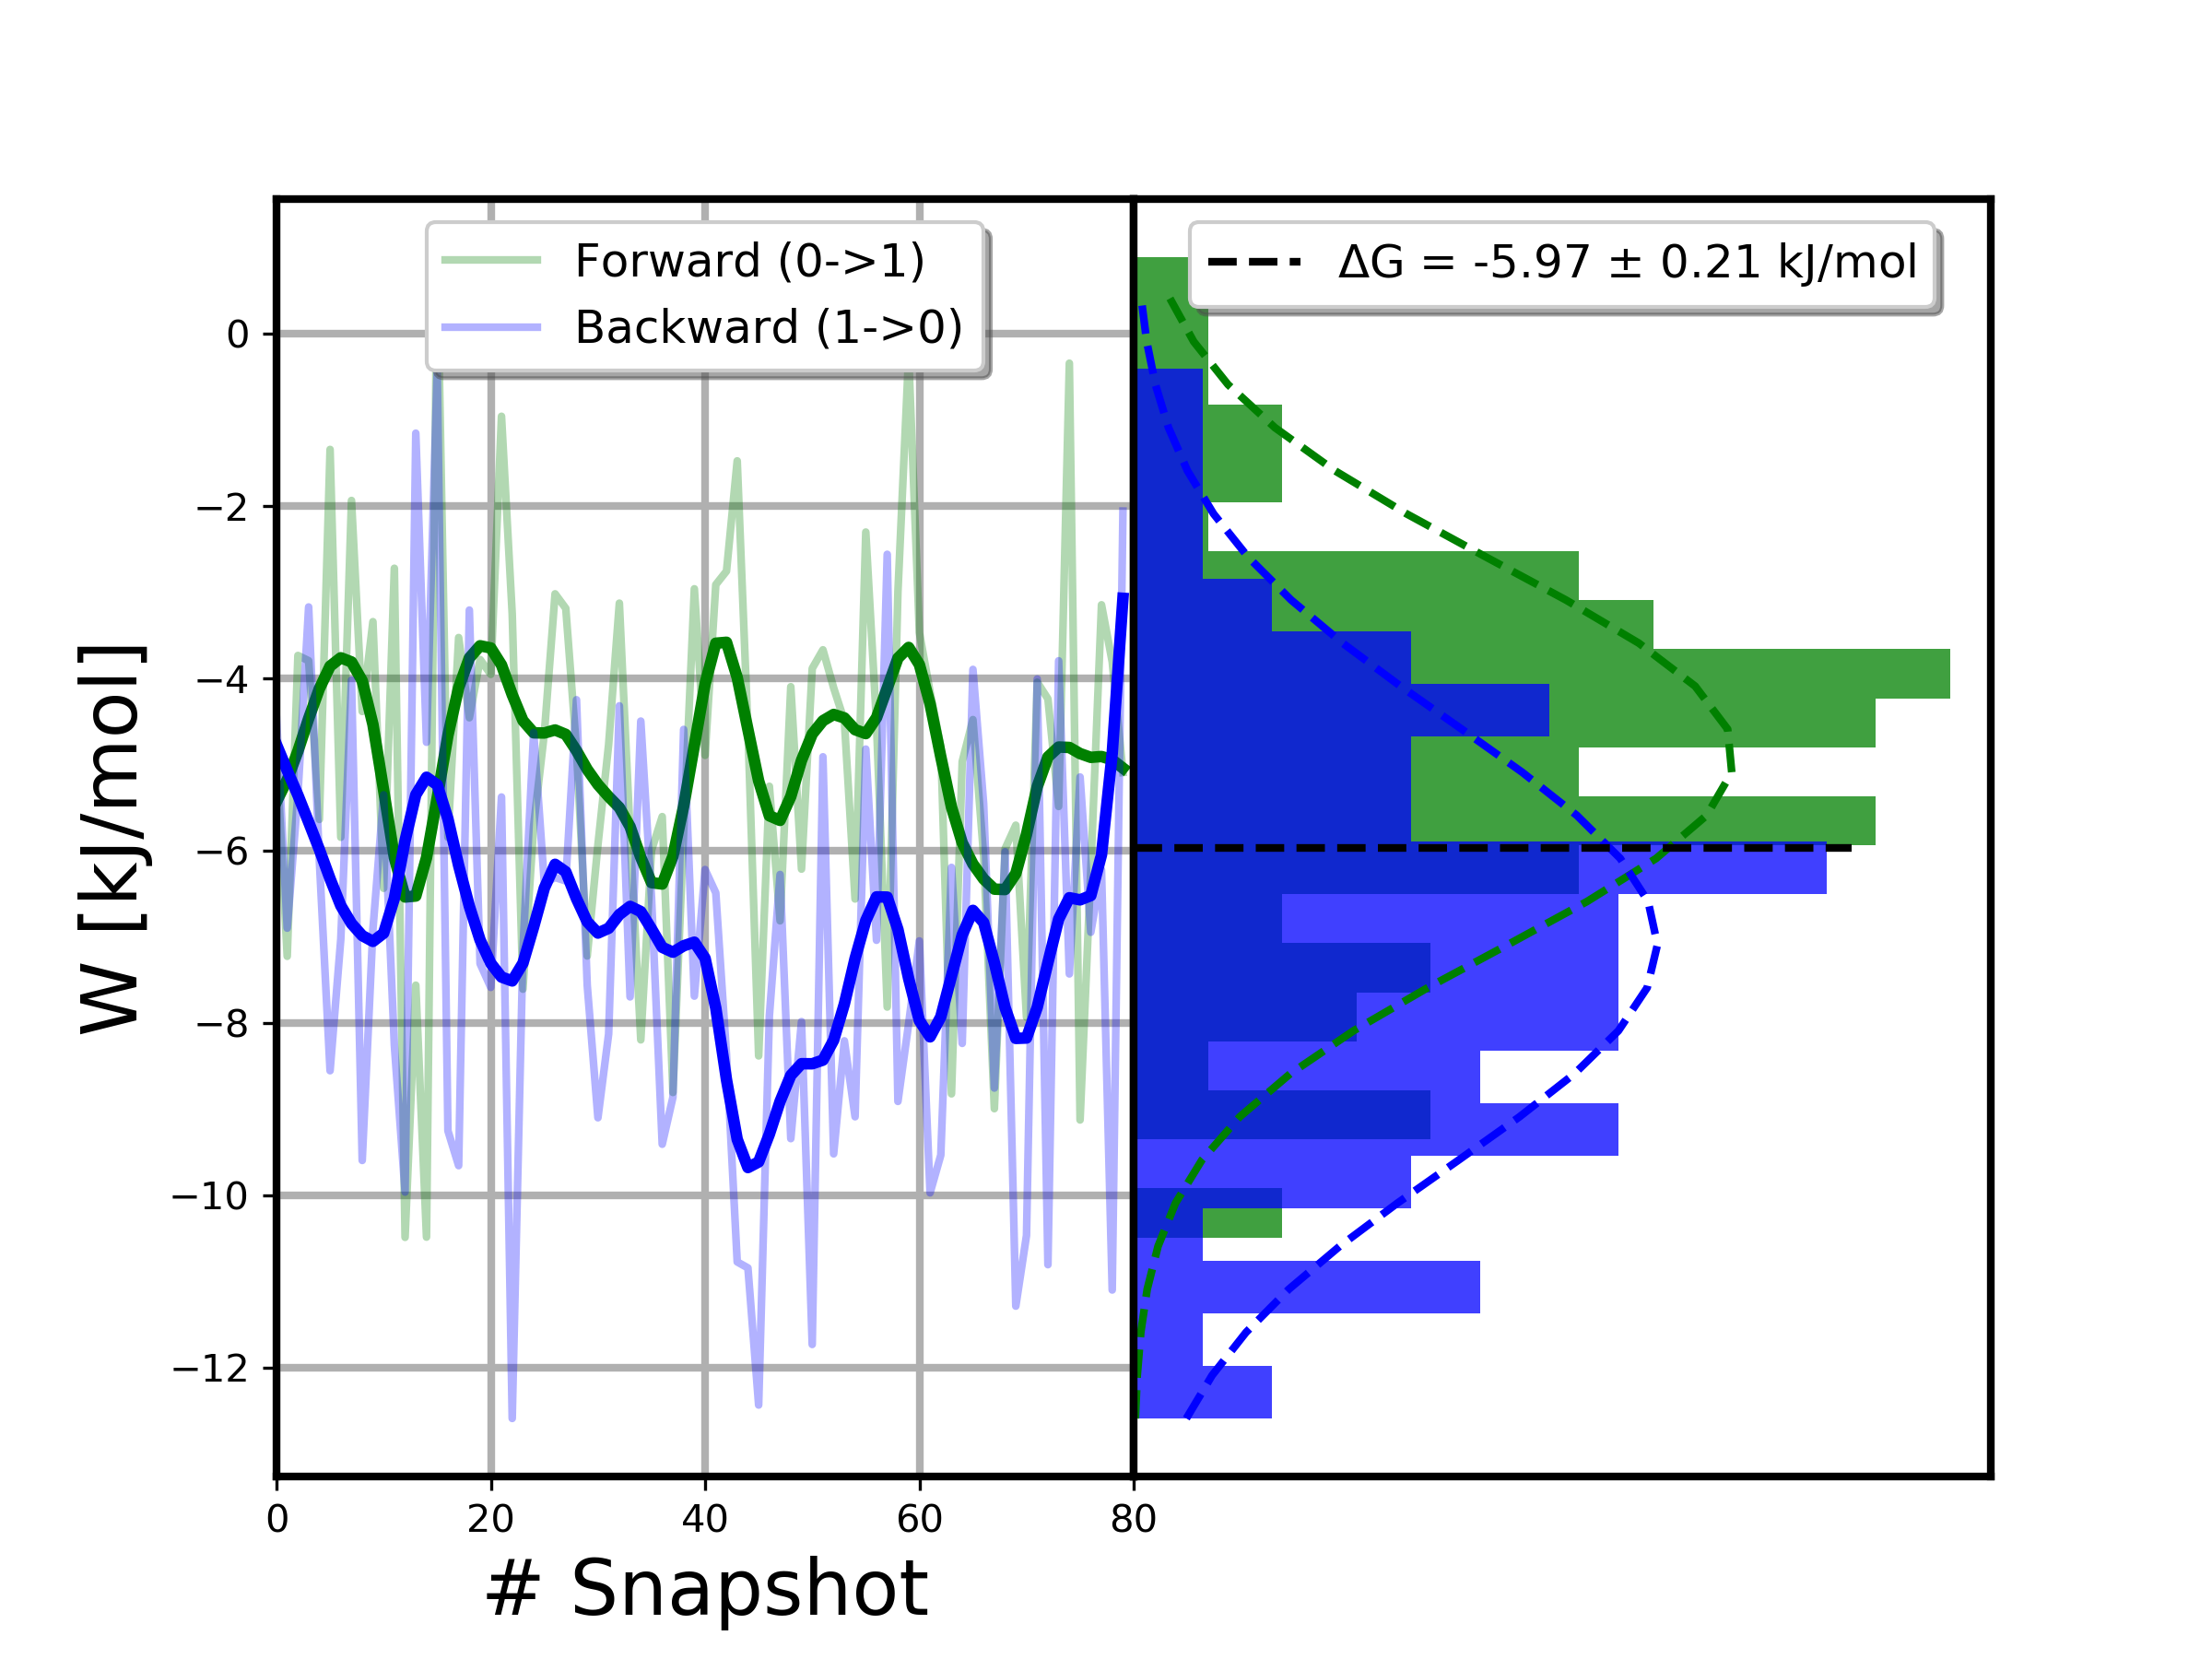 Forward (0->1)
Backward (1->0)
ΔG = -5.97 ± 0.21 kJ/mol
W [kJ/mol]
0
−2
−4
−6
−8
−10
−12
0 20 40 60 80
# Snapshot